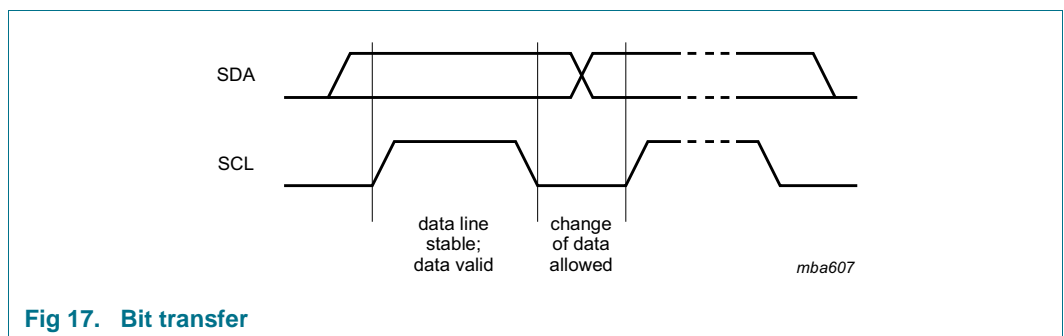 SDA
SCL
data line
stable;
data valid
change
of data
allowed
mba607
Fig 17. Bit transfer